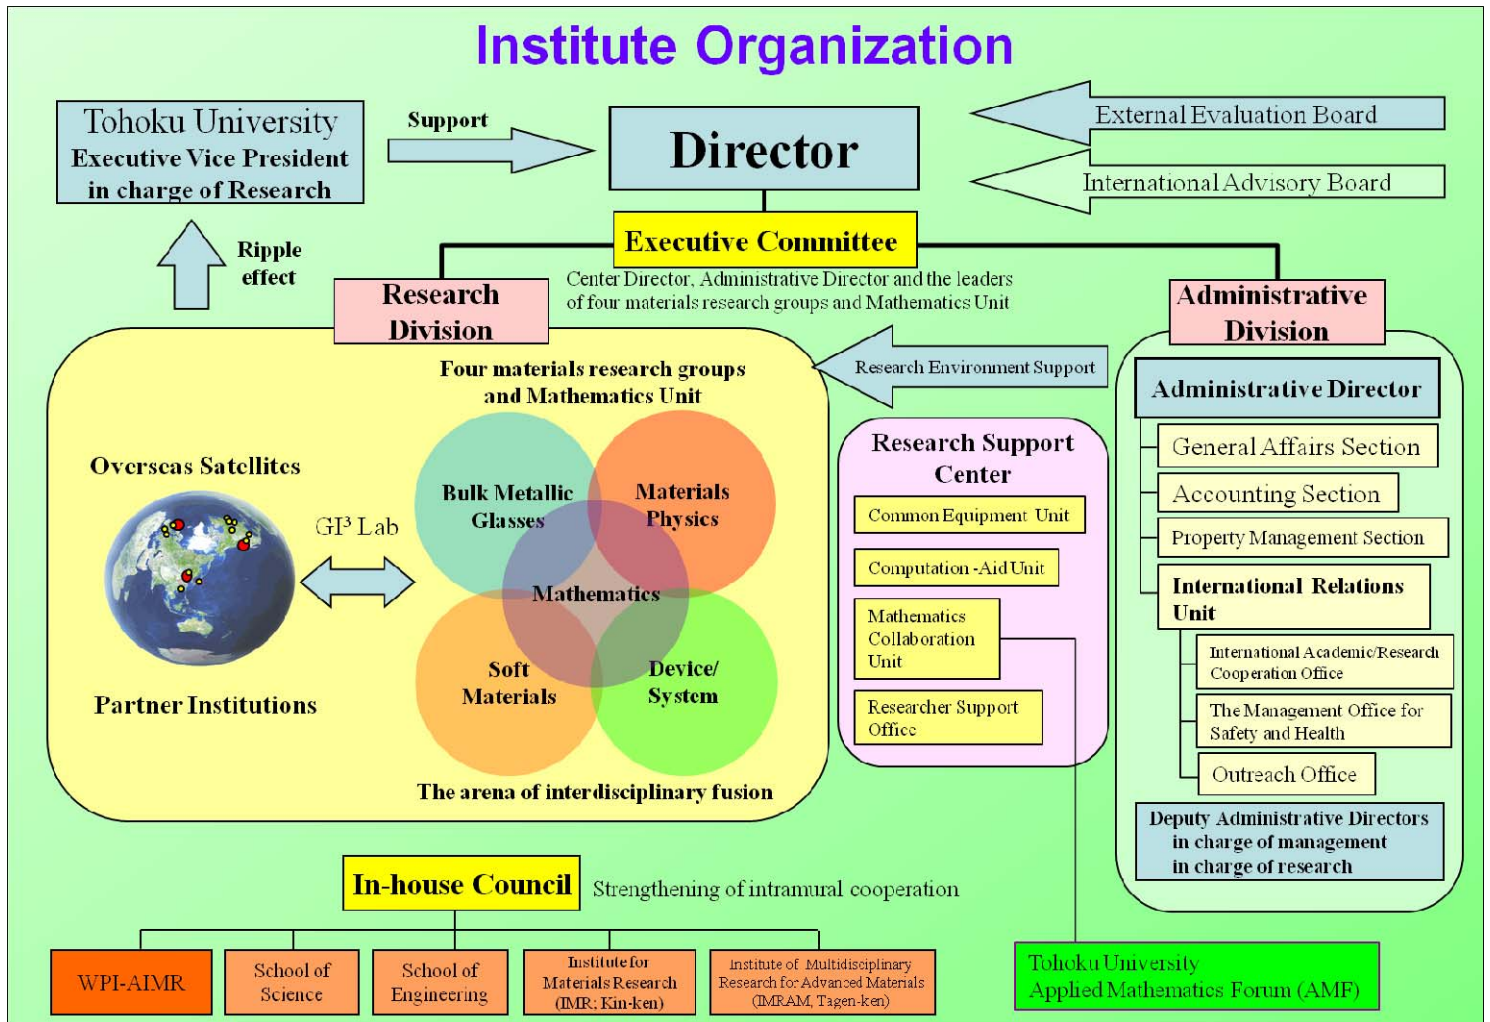 Institute Organization
Tohoku University
Executive Vice President
in charge of Research
Support
Director
External Evaluation Board
International Advisory Board
Ripple
effect
Executive Committee
Center Director, Administrative Director and the leaders
of four materials research groups and Mathematics Unit
Research
Division
Administrative
Division
Four materials research groups
and Mathematics Unit
Overseas Satellites
GI³ Lab
Partner Institutions
Bulk Metallic
Glasses
Materials
Physics
Mathematics
Soft
Materials
Device/
System
The arena of interdisciplinary fusion
Research Environment Support
Research Support
Center
Common Equipment Unit
Computation -Aid Unit
Mathematics
Collaboration
Unit
Researcher Support
Office
Administrative Director
General Affairs Section
Accounting Section
Property Management Section
International Relations
Unit
International Academic/Research
Cooperation Office
The Management Office for
Safety and Health
Outreach Office
Deputy Administrative Directors
in charge of management
in charge of research
In-house Council
Strengthening of intramural cooperation
WPI-AIMR
School of
Science
School of
Engineering
Institute for
Materials Research
(IMR; Kin-ken)
Institute of Multidisciplinary
Research for Advanced Materials
(IMRAM, Tagen-ken)
Tohoku University
Applied Mathematics Forum (AMF)